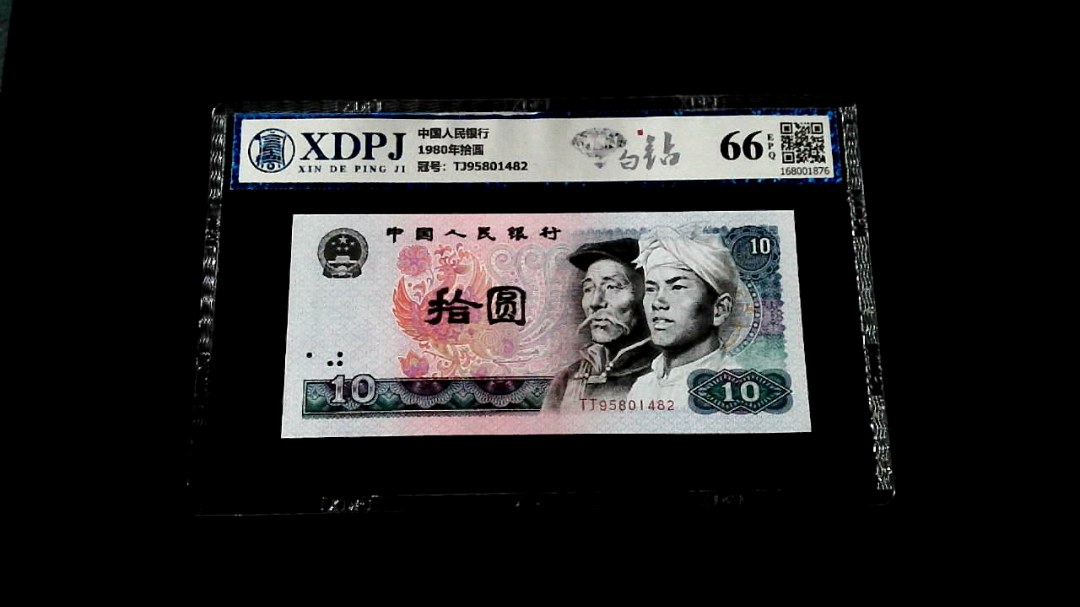 XDPJ
XIN DE PING JI
中国人民银行
1980年拾圆
冠号: TJ95801482
白钻
66
EPQ
168001876
中国人民银行
10
拾圆
10
TJ95801482
10